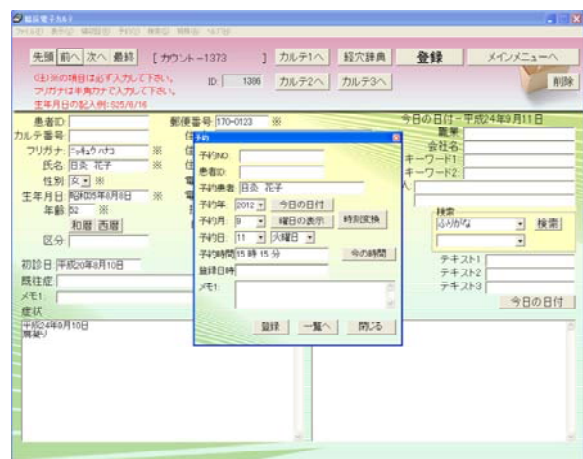 鍼灸電子カルテ
先頭 前へ 次へ 最終 [ カウント-1373 ] カルテ1へ 経穴辞典 登録 メインメニューへ
(注)※の項目は必ず入力して下さい。 ID: 1386 カルテ2へ カルテ3へ 削除
フリガナは半角カナで入力して下さい。
生年月日の記入例:S25/6/16
患者ID: 郵便番号: 170-0123 ※ 今日の日付-平成24年9月11日
カルテ番号: 職業:
フリガナ: ※ 会社名:
氏名: 日灸 花子 ※ キーワード1:
性別 女 ※ キーワード2:
生年月日: 昭和35年8月8日 ※
年齢 52 ※
和暦 西暦
区分:
検索
ふりがな 検索
初診日: 平成20年8月10日
既往症:
メモ1:
テキスト1
テキスト2
テキスト3
今日の日付
症状
平成24年9月10日
肩凝り
予約
予約NO:
患者ID:
予約患者: 日灸 花子
予約年: 2012 今日の日付
予約月: 9 曜日の表示 時刻変換
予約日: 11 火曜日
予約時間 15 時 15 分 今の時間
登録日時
メモ1:
登録 一覧へ 閉じる